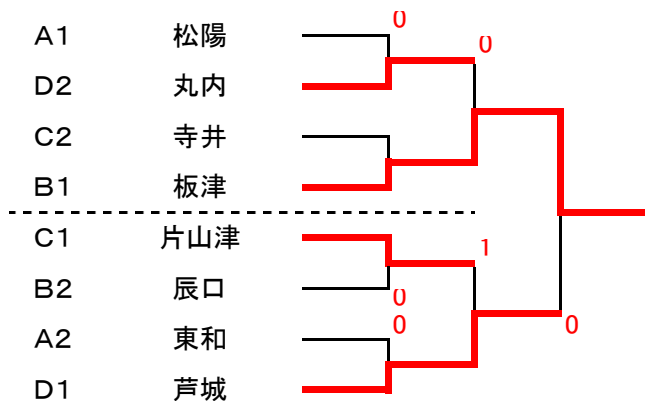 A1 松陽 0
0
D2 丸内
C2 寺井
B1 板津
C1 片山津 1
B2 辰口 0
A2 東和 0 0
D1 芦城